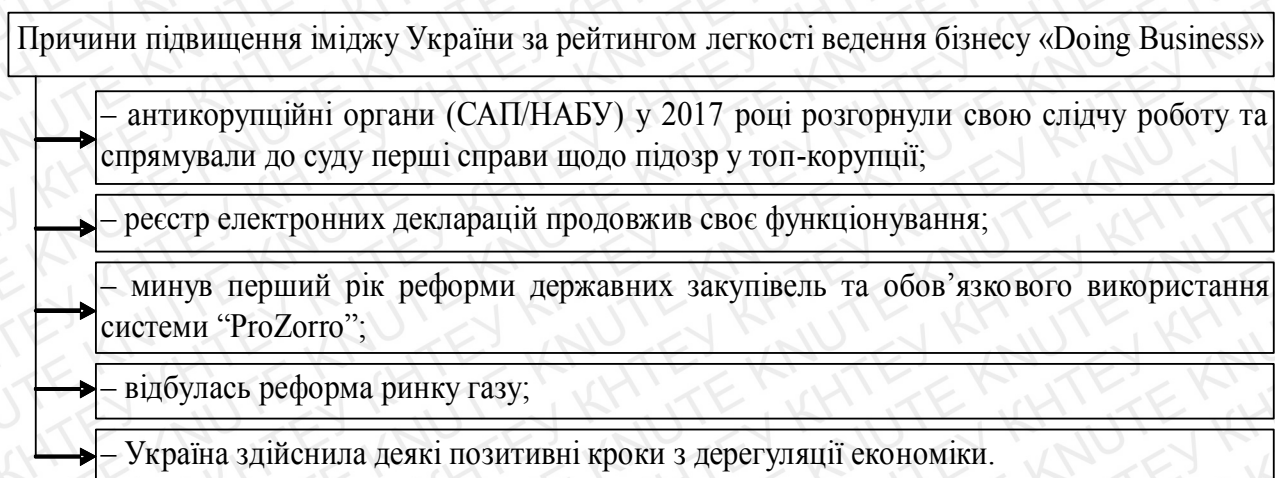 Причини підвищення іміджу України за рейтингом легкості ведення бізнесу «Doing Business»
– антикорупційні органи (САП/НАБУ) у 2017 році розгорнули свою слідчу роботу та
спрямували до суду перші справи щодо підозр у топ-корупції;
– реєстр електронних декларацій продовжив своє функціонування;
– минув перший рік реформи державних закупівель та обов’язкового використання
системи “ProZorro”;
– відбулась реформа ринку газу;
– Україна здійснила деякі позитивні кроки з дерегуляції економіки.